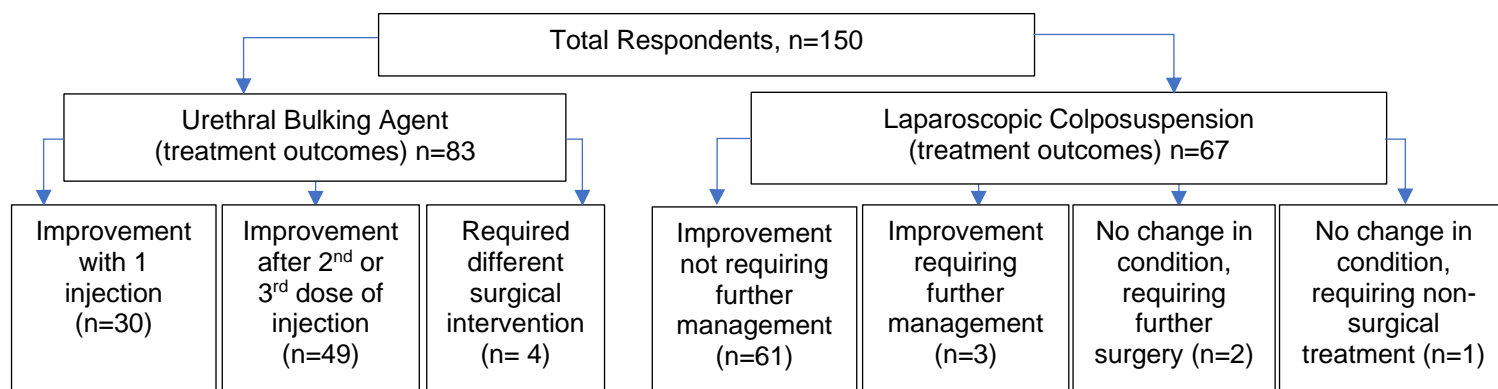 Total Respondents, n=150
Urethral Bulking Agent
(treatment outcomes) n=83
Laparoscopic Colposuspension
(treatment outcomes) n=67
Improvement
with 1
injection
(n=30)
Improvement
after 2nd or
3rd dose of
injection
(n=49)
Required
different
surgical
intervention
(n= 4)
Improvement
not requiring
further
management
(n=61)
Improvement
requiring
further
management
(n=3)
No change in
condition,
requiring
further
surgery (n=2)
No change in
condition,
requiring non-
surgical
treatment (n=1)